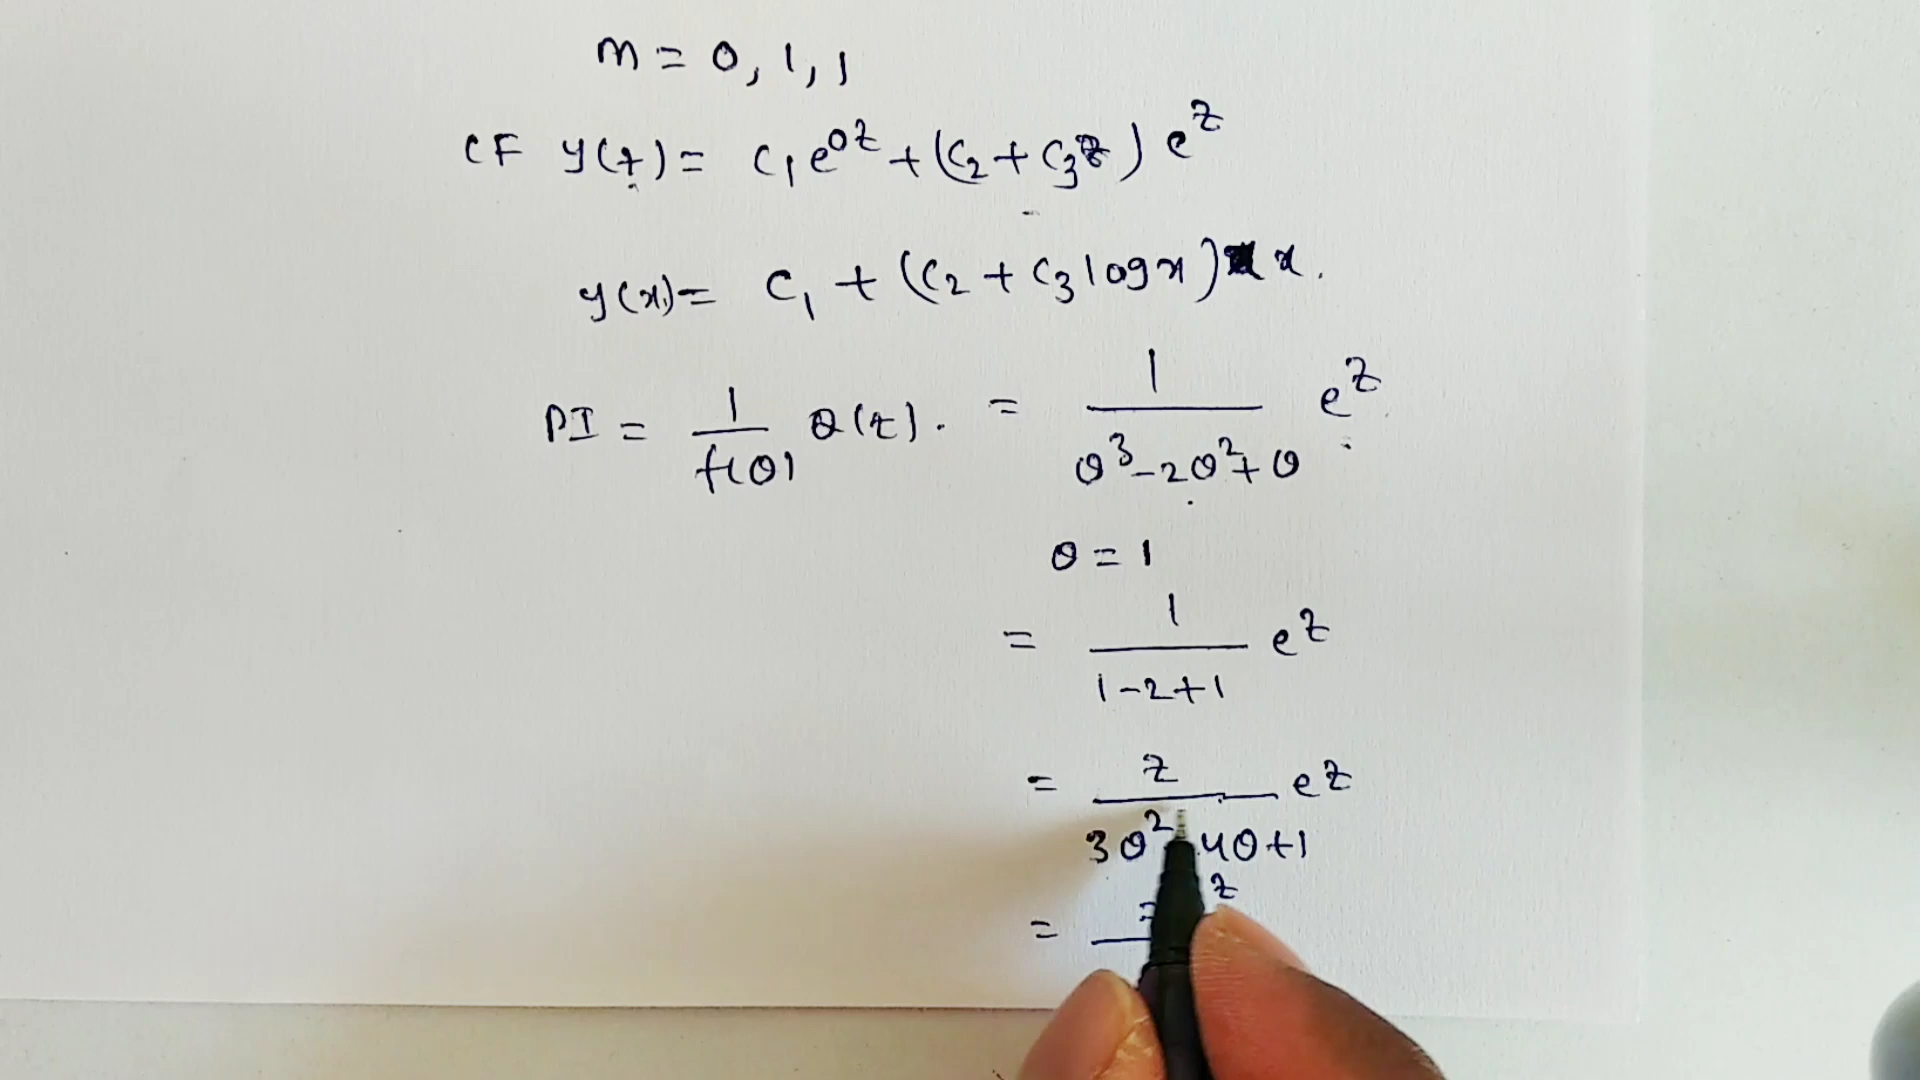 m = 0, 1, 1
CF y(z) = C₁e^{0z} + (C₂ + C₃z) e^z
y(x) = C₁ + (C₂ + C₃ log x) x.
PI = 1/f(θ) Q(z). = 1/(θ³ - 2θ² + θ) e^z
θ = 1
= 1/(1-2+1) e^z
= z/(3θ² 4θ+1) e^z
= z